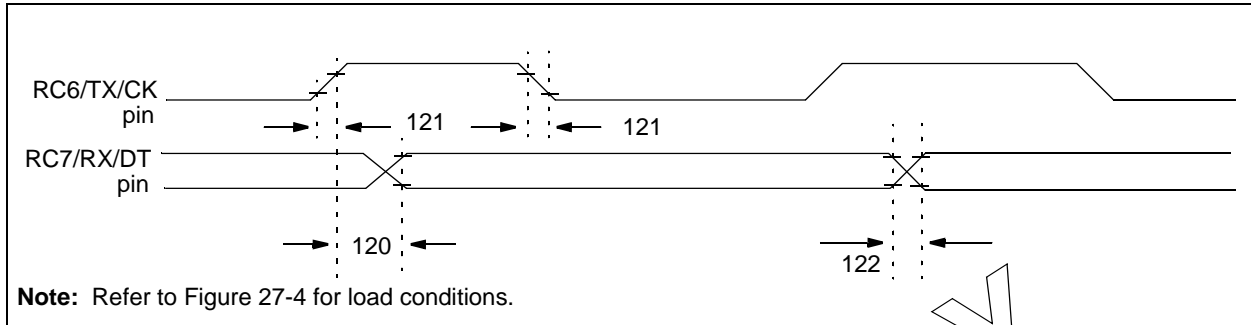 RC6/TX/CK
pin
121
121
RC7/RX/DT
pin
120
122
Note: Refer to Figure 27-4 for load conditions.